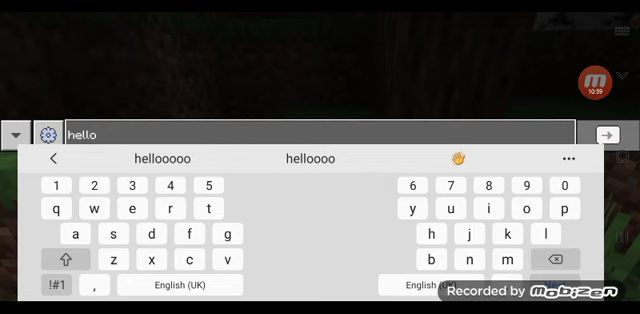 M
10:59
hello
hellooooo
helloooo
1 2 3 4 5 6 7 8 9 0
q w e r t y u i o p
a s d f g h j k l
z x c v b n m
!#1 , English (UK) English (UK)
Recorded by MOBIZEN